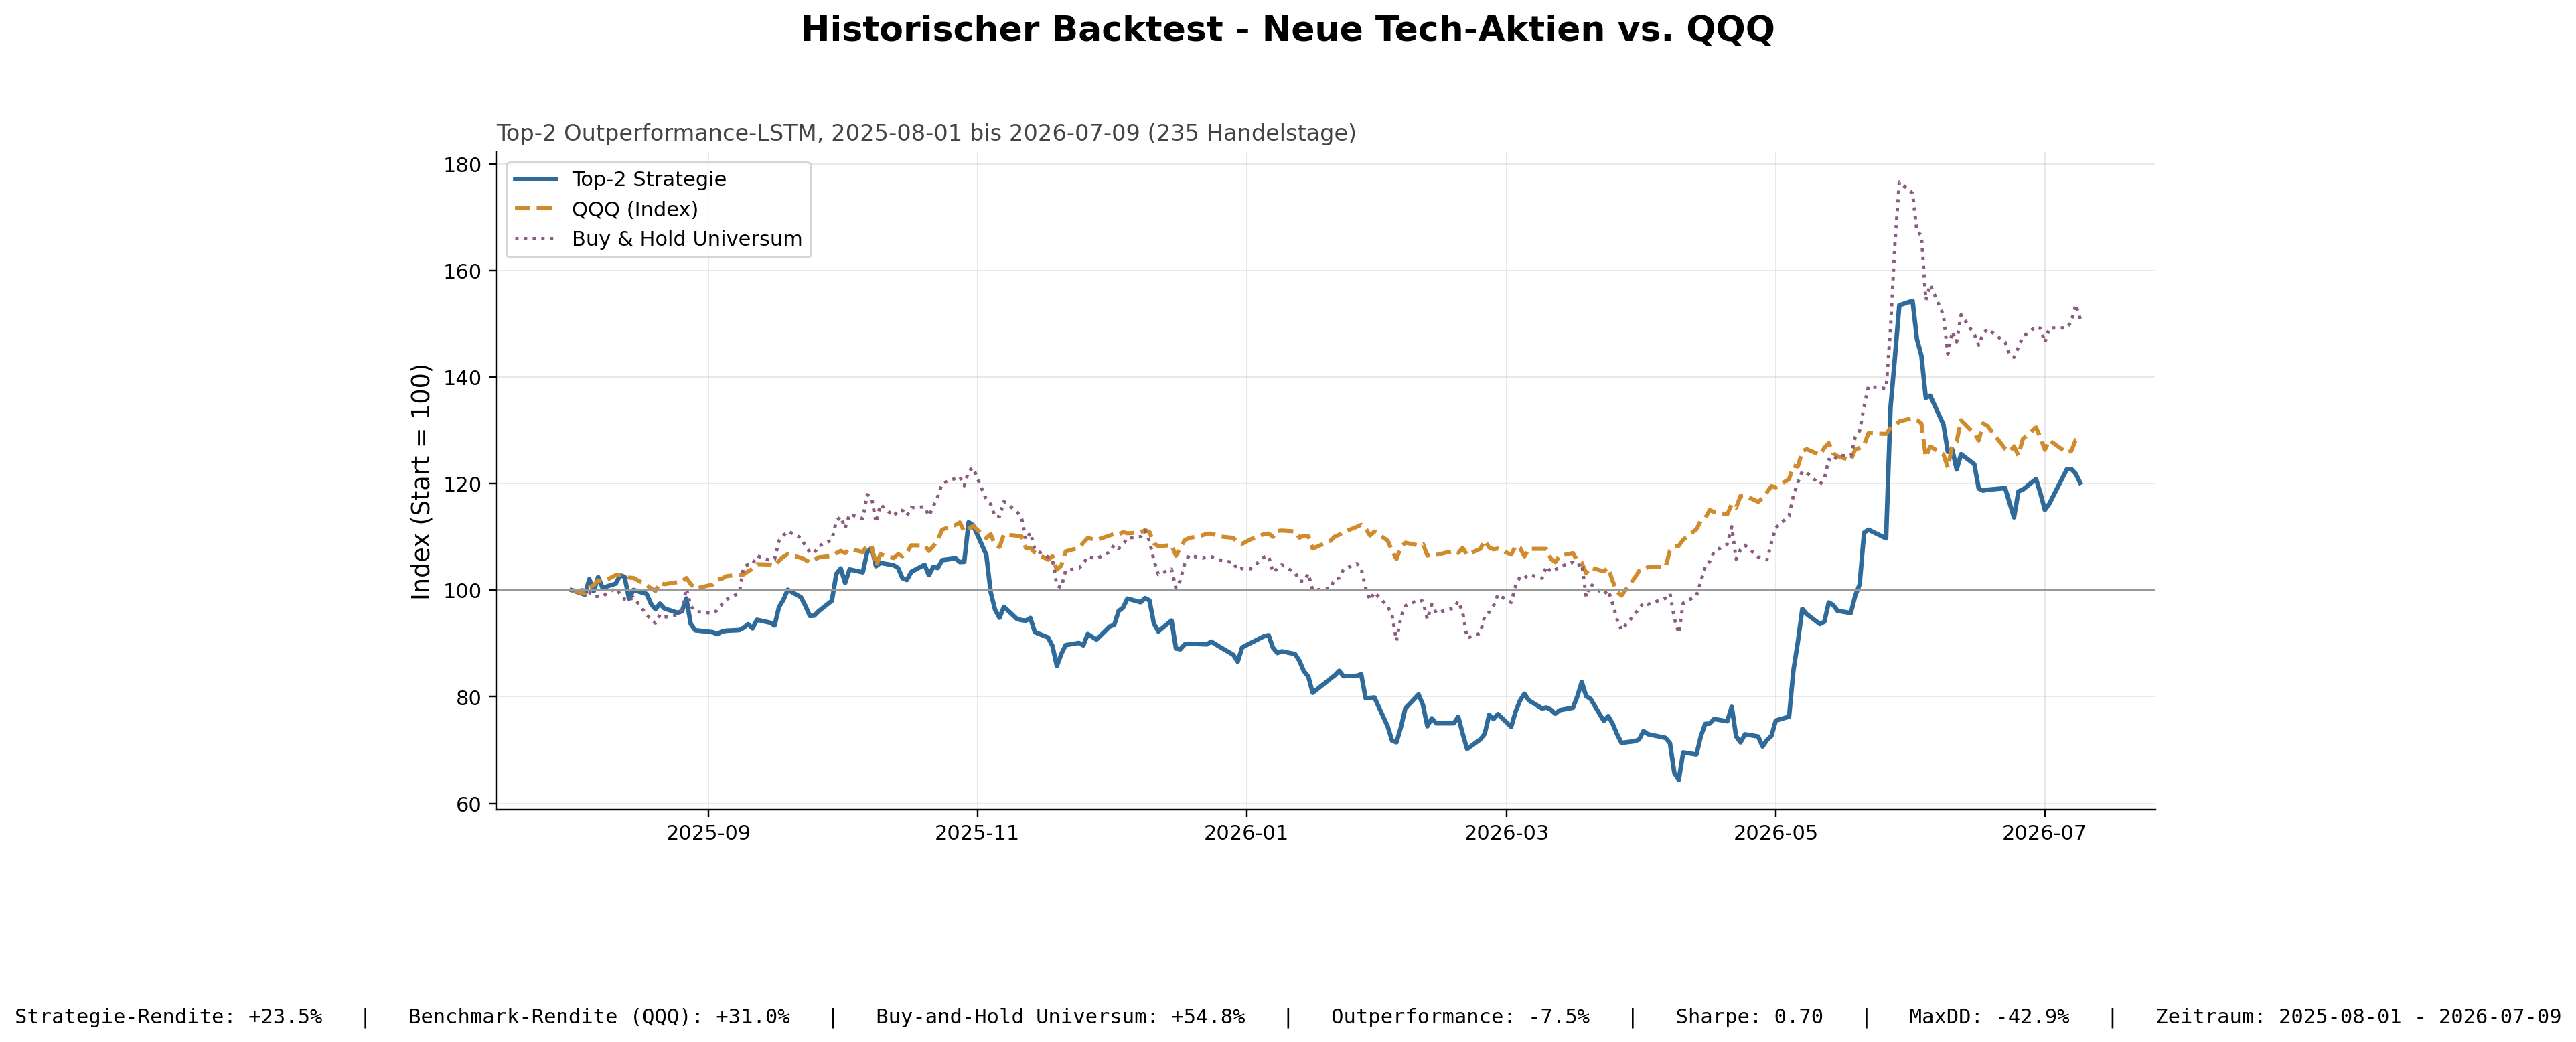 Historischer Backtest - Neue Tech-Aktien vs. QQQ
Top-2 Outperformance-LSTM, 2025-08-01 bis 2026-07-09 (235 Handelstage)
Top-2 Strategie
QQQ (Index)
Buy & Hold Universum
Index (Start = 100)
180
160
140
120
100
80
60
2025-09 2025-11 2026-01 2026-03 2026-05 2026-07
Strategie-Rendite: +23.5% | Benchmark-Rendite (QQQ): +31.0% | Buy-and-Hold Universum: +54.8% | Outperformance: -7.5% | Sharpe: 0.70 | MaxDD: -42.9% | Zeitraum: 2025-08-01 - 2026-07-09